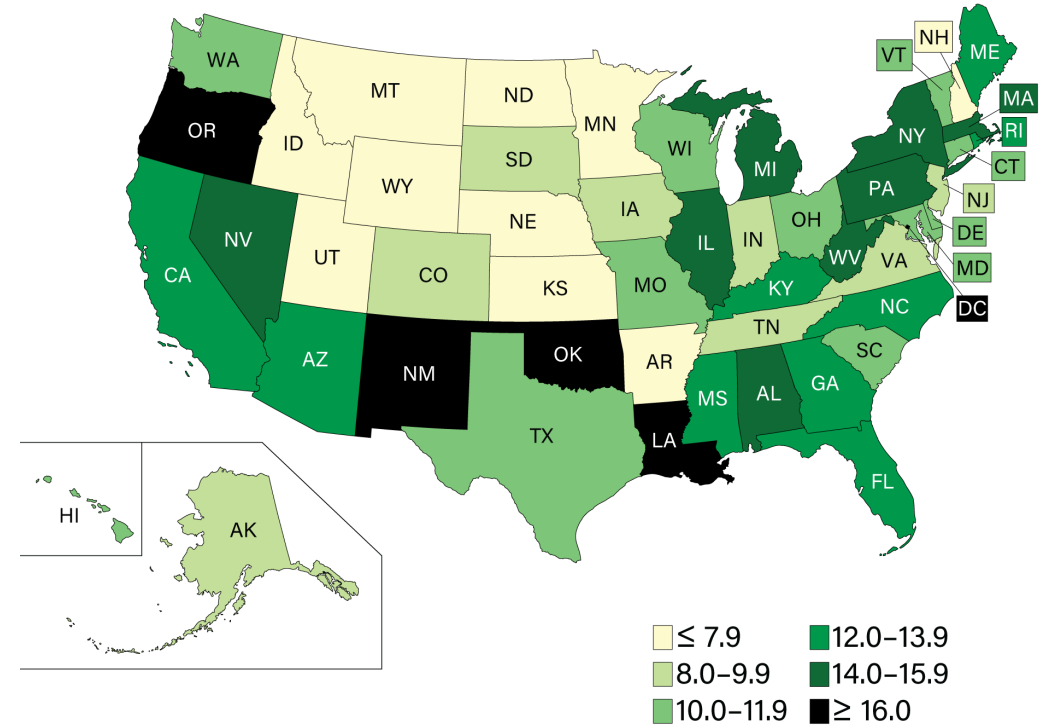 NH
VT
ME
WA
MT
ND
MN
MA
OR
ID
SD
WI
NY
RI
MI
CT
WY
PA
NJ
IA
NE
OH
DE
NV
IL
IN
UT
CO
WV
VA
MD
CA
KS
MO
KY
DC
NC
TN
AZ
NM
OK
AR
SC
MS
AL
GA
TX
LA
FL
HI
AK
≤ 7.9
8.0–9.9
10.0–11.9
12.0–13.9
14.0–15.9
≥ 16.0